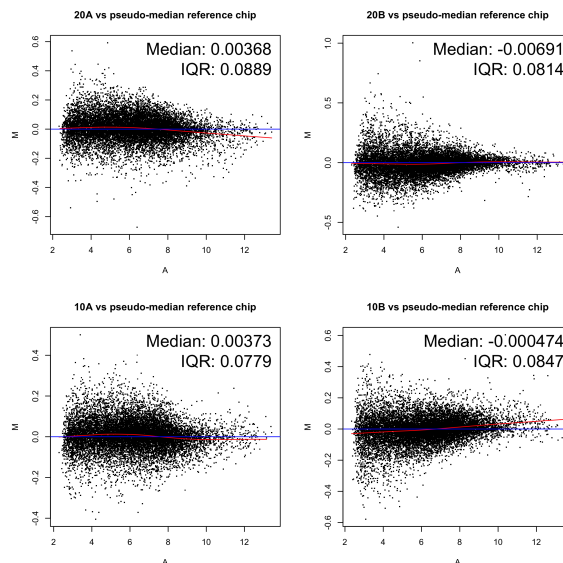 20A vs pseudo-median reference chip
Median: 0.00368
IQR: 0.0889
0.6
0.4
0.2
0.0
-0.2
-0.4
-0.6
M
2 4 6 8 10 12
A
20B vs pseudo-median reference chip
Median: -0.00691
IQR: 0.0814
1.0
0.5
0.0
-0.5
M
2 4 6 8 10 12
A
10A vs pseudo-median reference chip
Median: 0.00373
IQR: 0.0779
0.4
0.2
0.0
-0.2
-0.4
M
2 4 6 8 10 12
A
10B vs pseudo-median reference chip
Median: -0.000474
IQR: 0.0847
0.6
0.4
0.2
0.0
-0.2
-0.4
-0.6
M
2 4 6 8 10 12
A